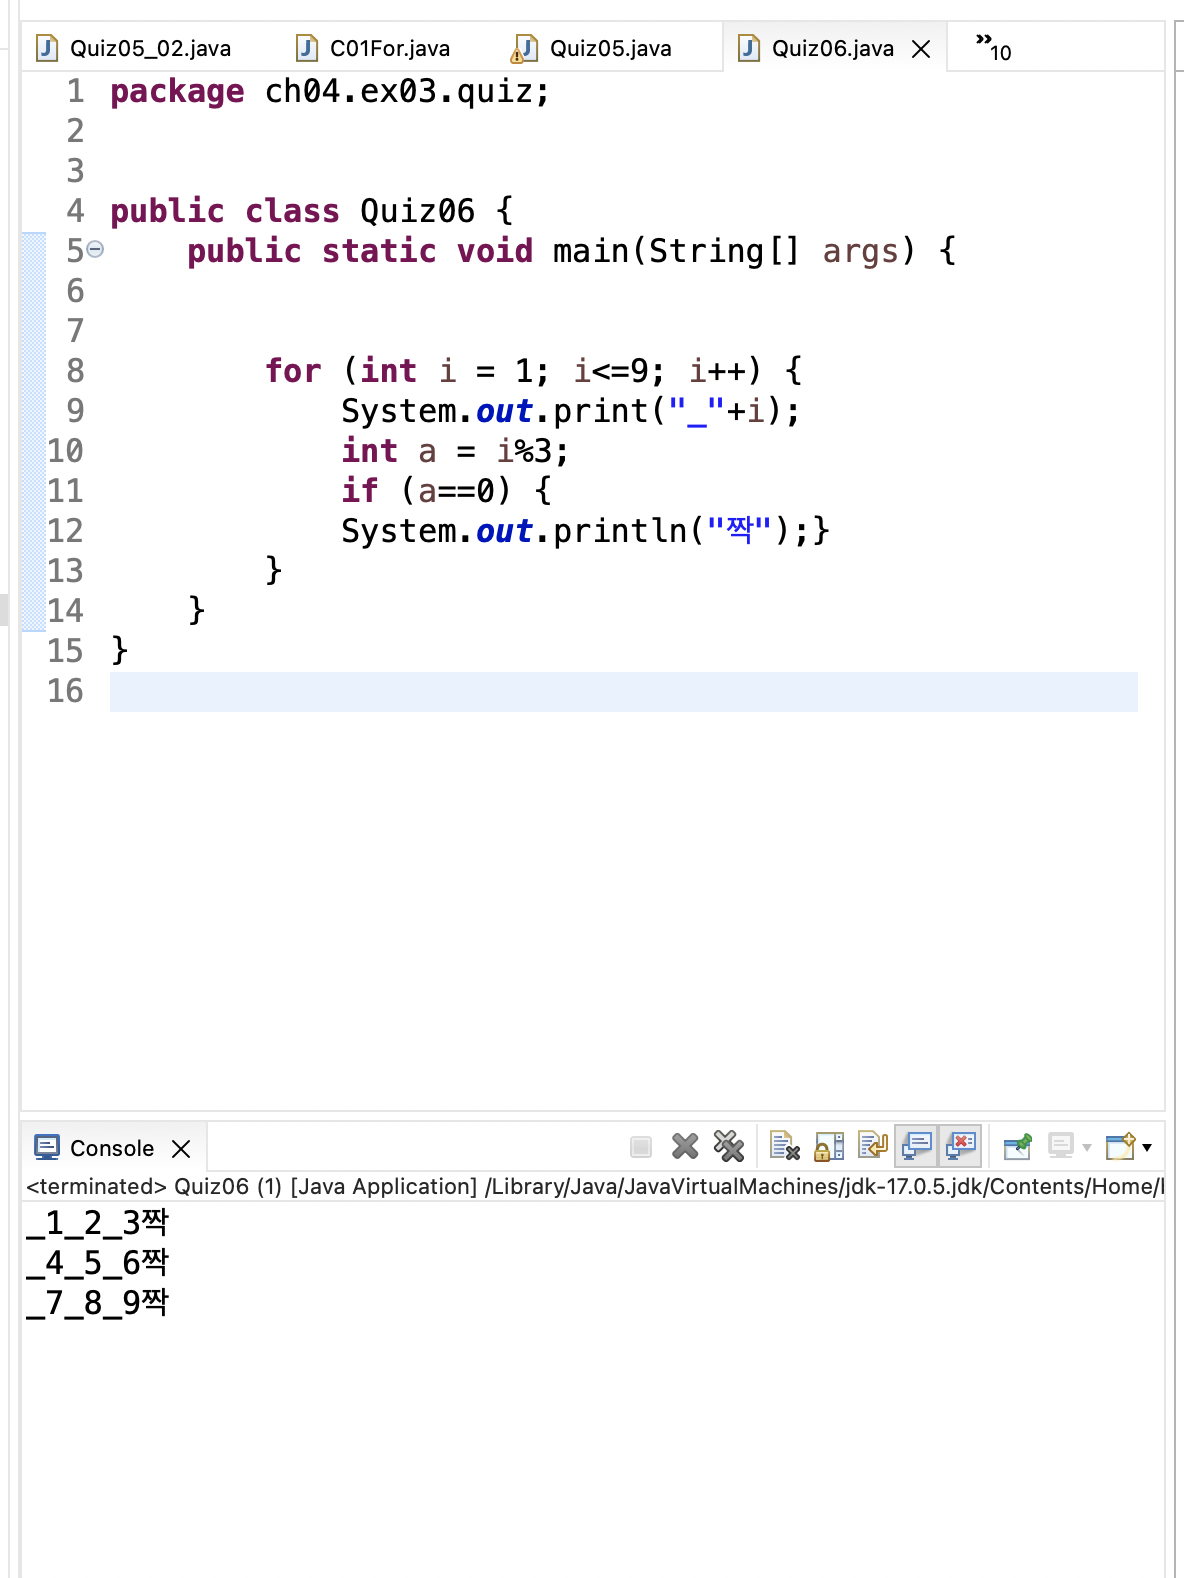 Quiz05_02.java C01For.java Quiz05.java Quiz06.java »10
1 package ch04.ex03.quiz;
2
3
4 public class Quiz06 {
5 public static void main(String[] args) {
6
7
8 for (int i = 1; i<=9; i++) {
9 System.out.print("_"+i);
10 int a = i%3;
11 if (a==0) {
12 System.out.println("짝");}
13 }
14 }
15 }
16
Console
<terminated> Quiz06 (1) [Java Application] /Library/Java/JavaVirtualMachines/jdk-17.0.5.jdk/Contents/Home/
_1_2_3짝
_4_5_6짝
_7_8_9짝